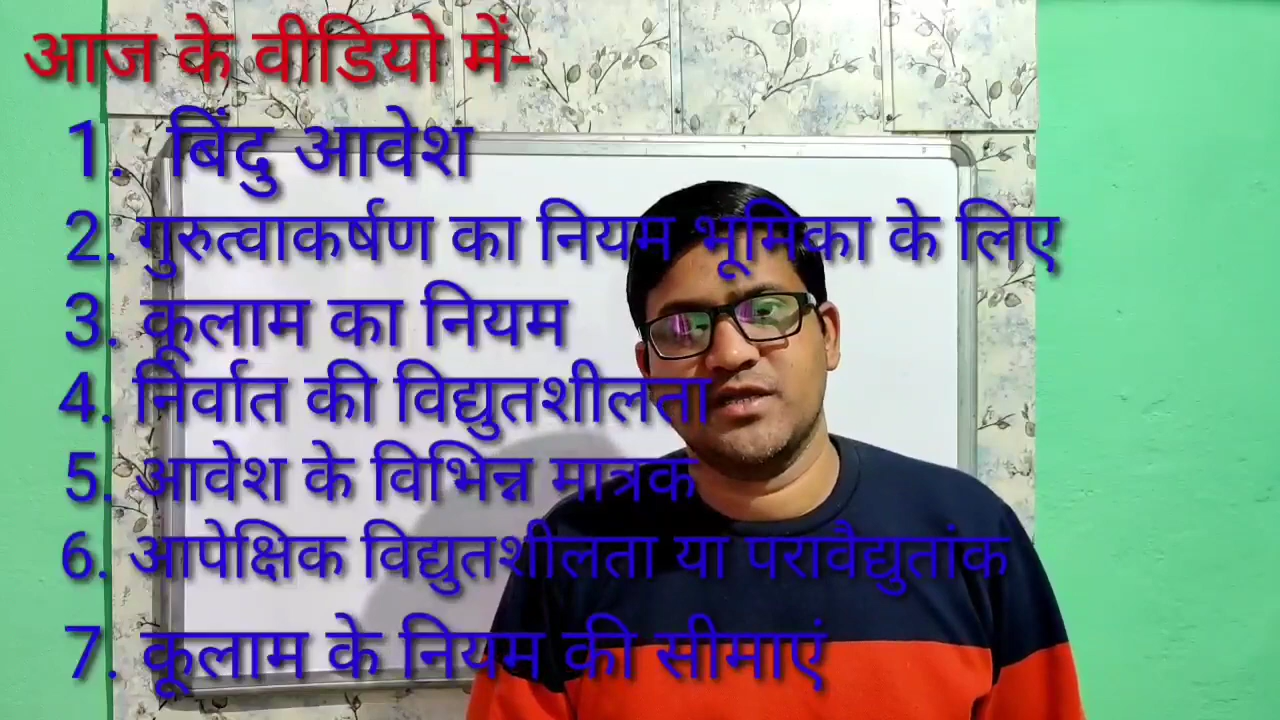 आज के वीडियो में-
1. बिंदु आवेश
2. गुरुत्वाकर्षण का नियम भूमिका के लिए
3. कूलाम का नियम
4. निर्वात की विद्युतशीलता
5. आवेश के विभिन्न मात्रक
6. आपेक्षिक विद्युतशीलता या परावैद्युतांक
7. कूलाम के नियम की सीमाएं